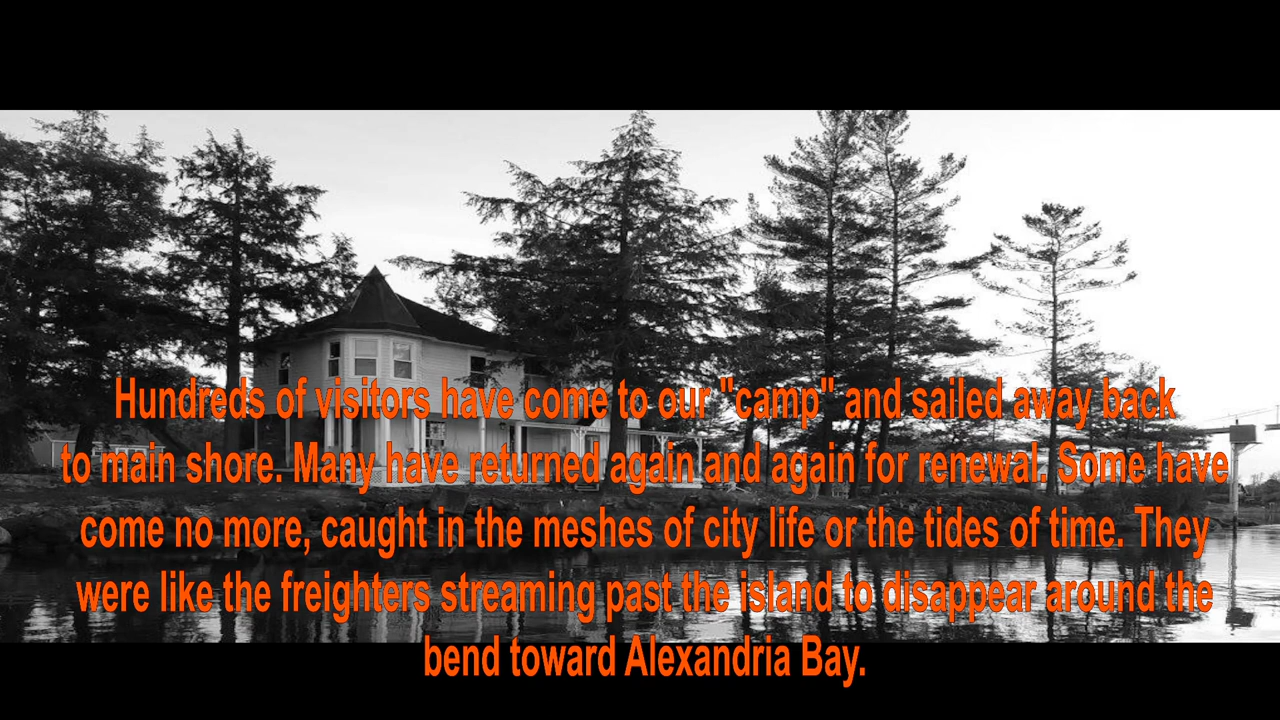 Hundreds of visitors have come to our "camp" and sailed away back
to main shore. Many have returned again and again for renewal. Some have
come no more, caught in the meshes of city life or the tides of time. They
were like the freighters streaming past the island to disappear around the
bend toward Alexandria Bay.